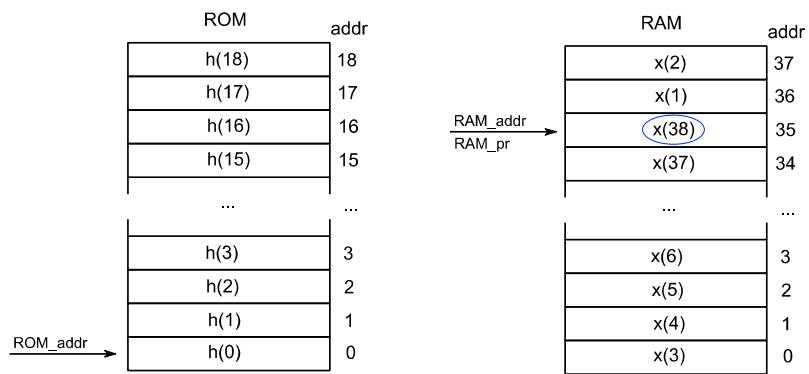 ROM
addr
h(18) 18
h(17) 17
h(16) 16
h(15) 15
... ...
h(3) 3
h(2) 2
h(1) 1
ROM_addr h(0) 0
RAM
addr
x(2) 37
x(1) 36
RAM_addr
RAM_pr
x(38) 35
x(37) 34
... ...
x(6) 3
x(5) 2
x(4) 1
x(3) 0